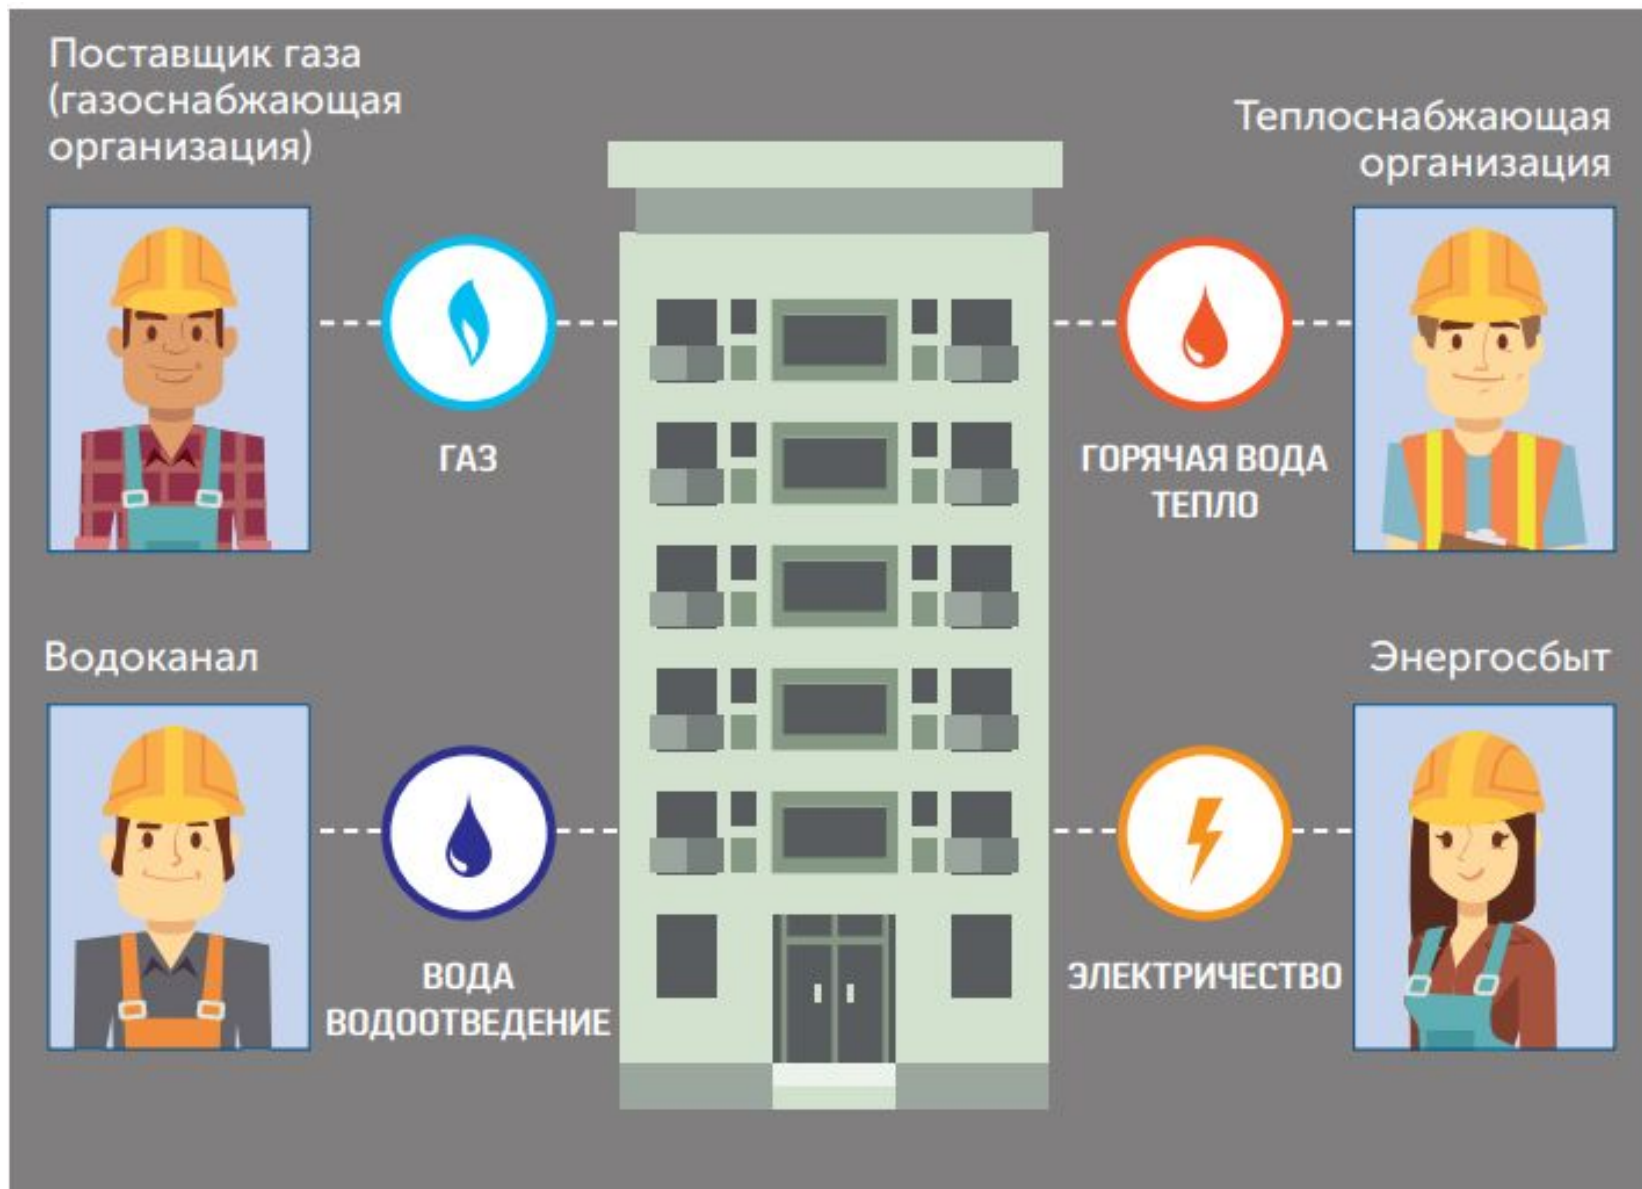 Поставщик газа
(газоснабжающая
организация)
Теплоснабжающая
организация
ГАЗ
ГОРЯЧАЯ ВОДА
ТЕПЛО
Водоканал
Энергосбыт
ВОДА
ВОДООТВЕДЕНИЕ
ЭЛЕКТРИЧЕСТВО